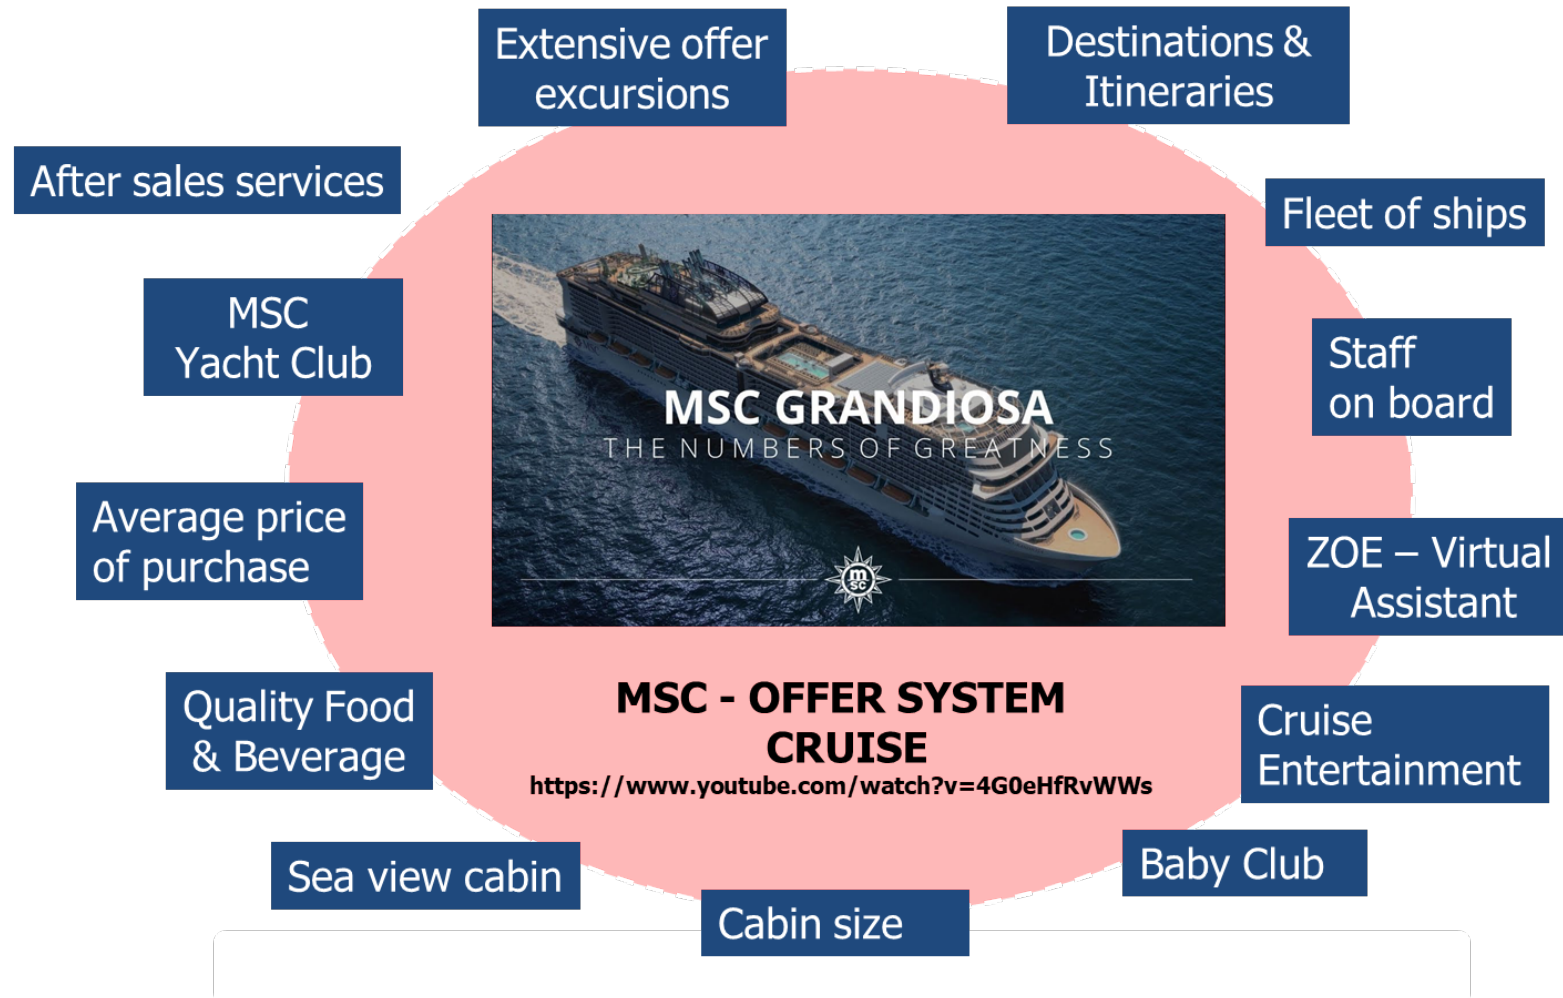 Extensive offer
excursions
Destinations &
Itineraries
After sales services
Fleet of ships
MSC
Yacht Club
Staff
on board
MSC GRANDIOSA
THE NUMBERS OF GREATNESS
Average price
of purchase
ZOE – Virtual
Assistant
m
sc
Quality Food
& Beverage
MSC - OFFER SYSTEM
CRUISE
https://www.youtube.com/watch?v=4G0eHfRvWWs
Cruise
Entertainment
Sea view cabin
Baby Club
Cabin size